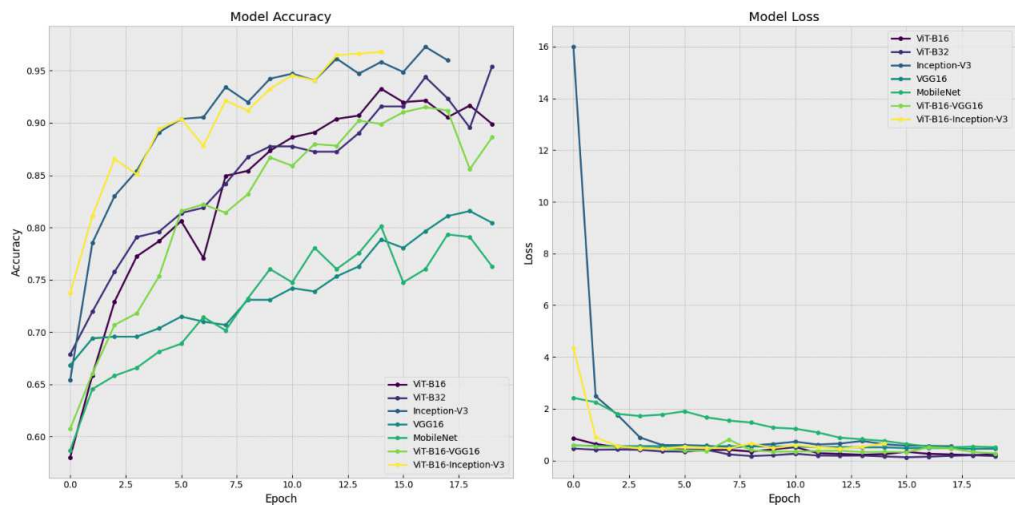 Model Accuracy
Accuracy
0.95
0.90
0.85
0.80
0.75
0.70
0.65
0.60
0.0
2.5
5.0
7.5
10.0
12.5
15.0
17.5
Epoch
ViT-B16
ViT-B32
Inception-V3
VGG16
MobileNet
ViT-B16-VGG16
ViT-B16-Inception-V3
Model Loss
Loss
16
14
12
10
8
6
4
2
0
0.0
2.5
5.0
7.5
10.0
12.5
15.0
17.5
Epoch
ViT-B16
ViT-B32
Inception-V3
VGG16
MobileNet
ViT-B16-VGG16
ViT-B16-Inception-V3